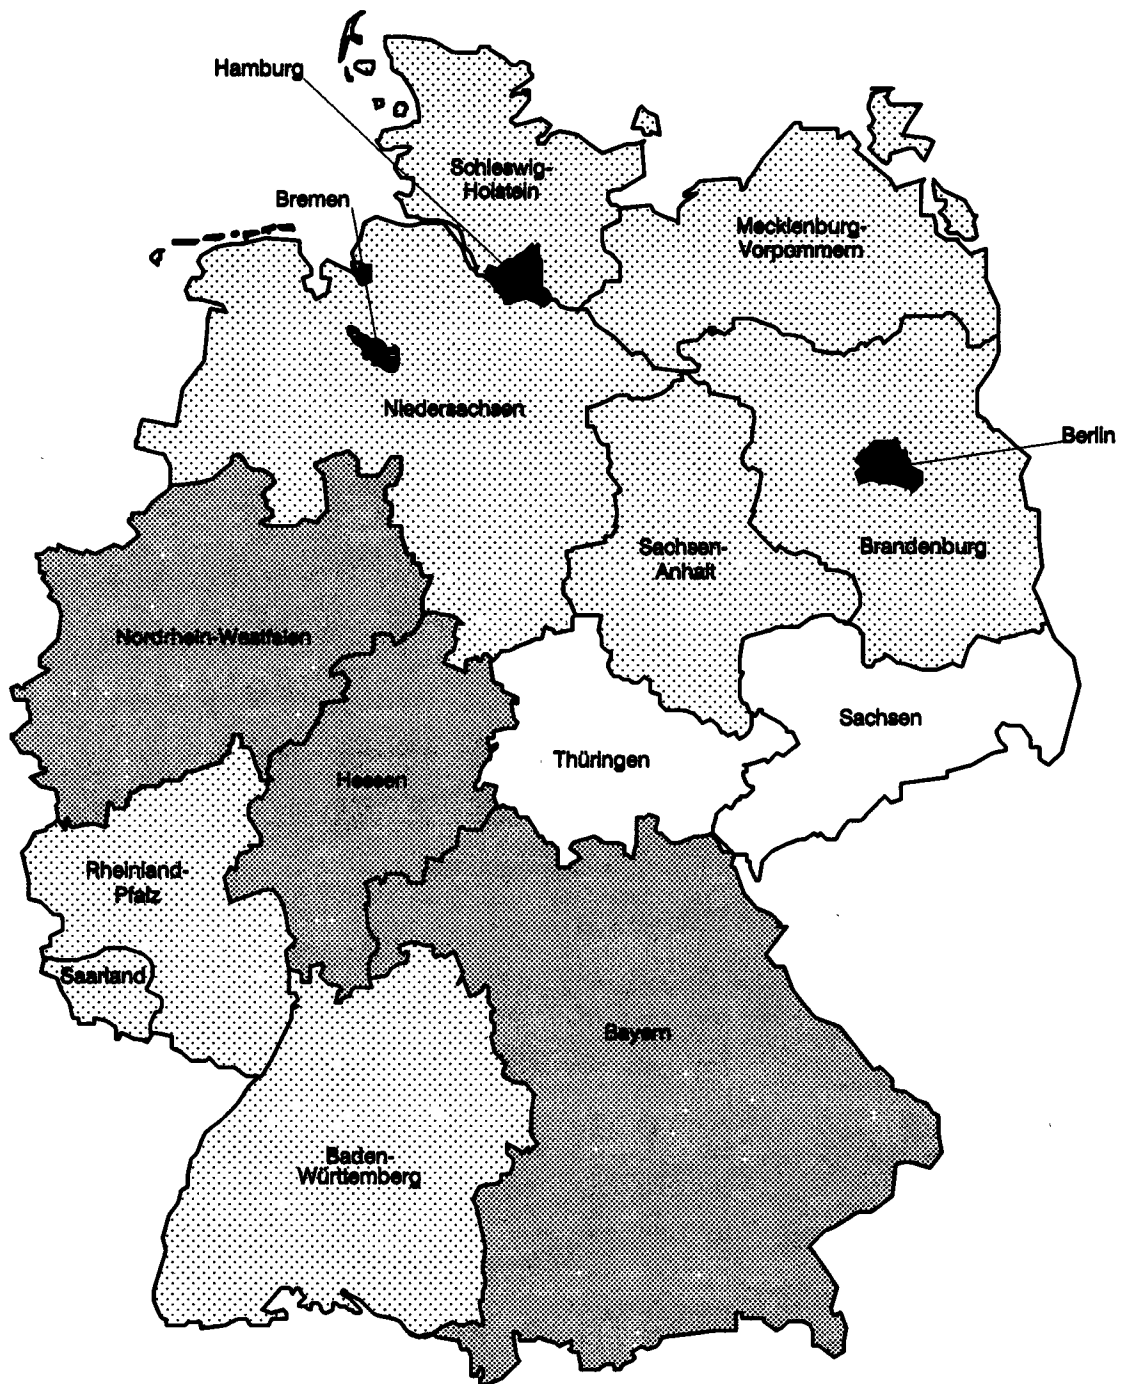 Hamburg
Schleswig-
Holstein
Bremen
Mecklenburg-
Vorpommern
Niedersachsen
Berlin
Sachsen-
Anhalt
Brandenburg
Nordrhein-Westfalen
Sachsen
Thüringen
Hessen
Rheinland-
Pfalz
Saarland
Bayern
Baden-
Württemberg